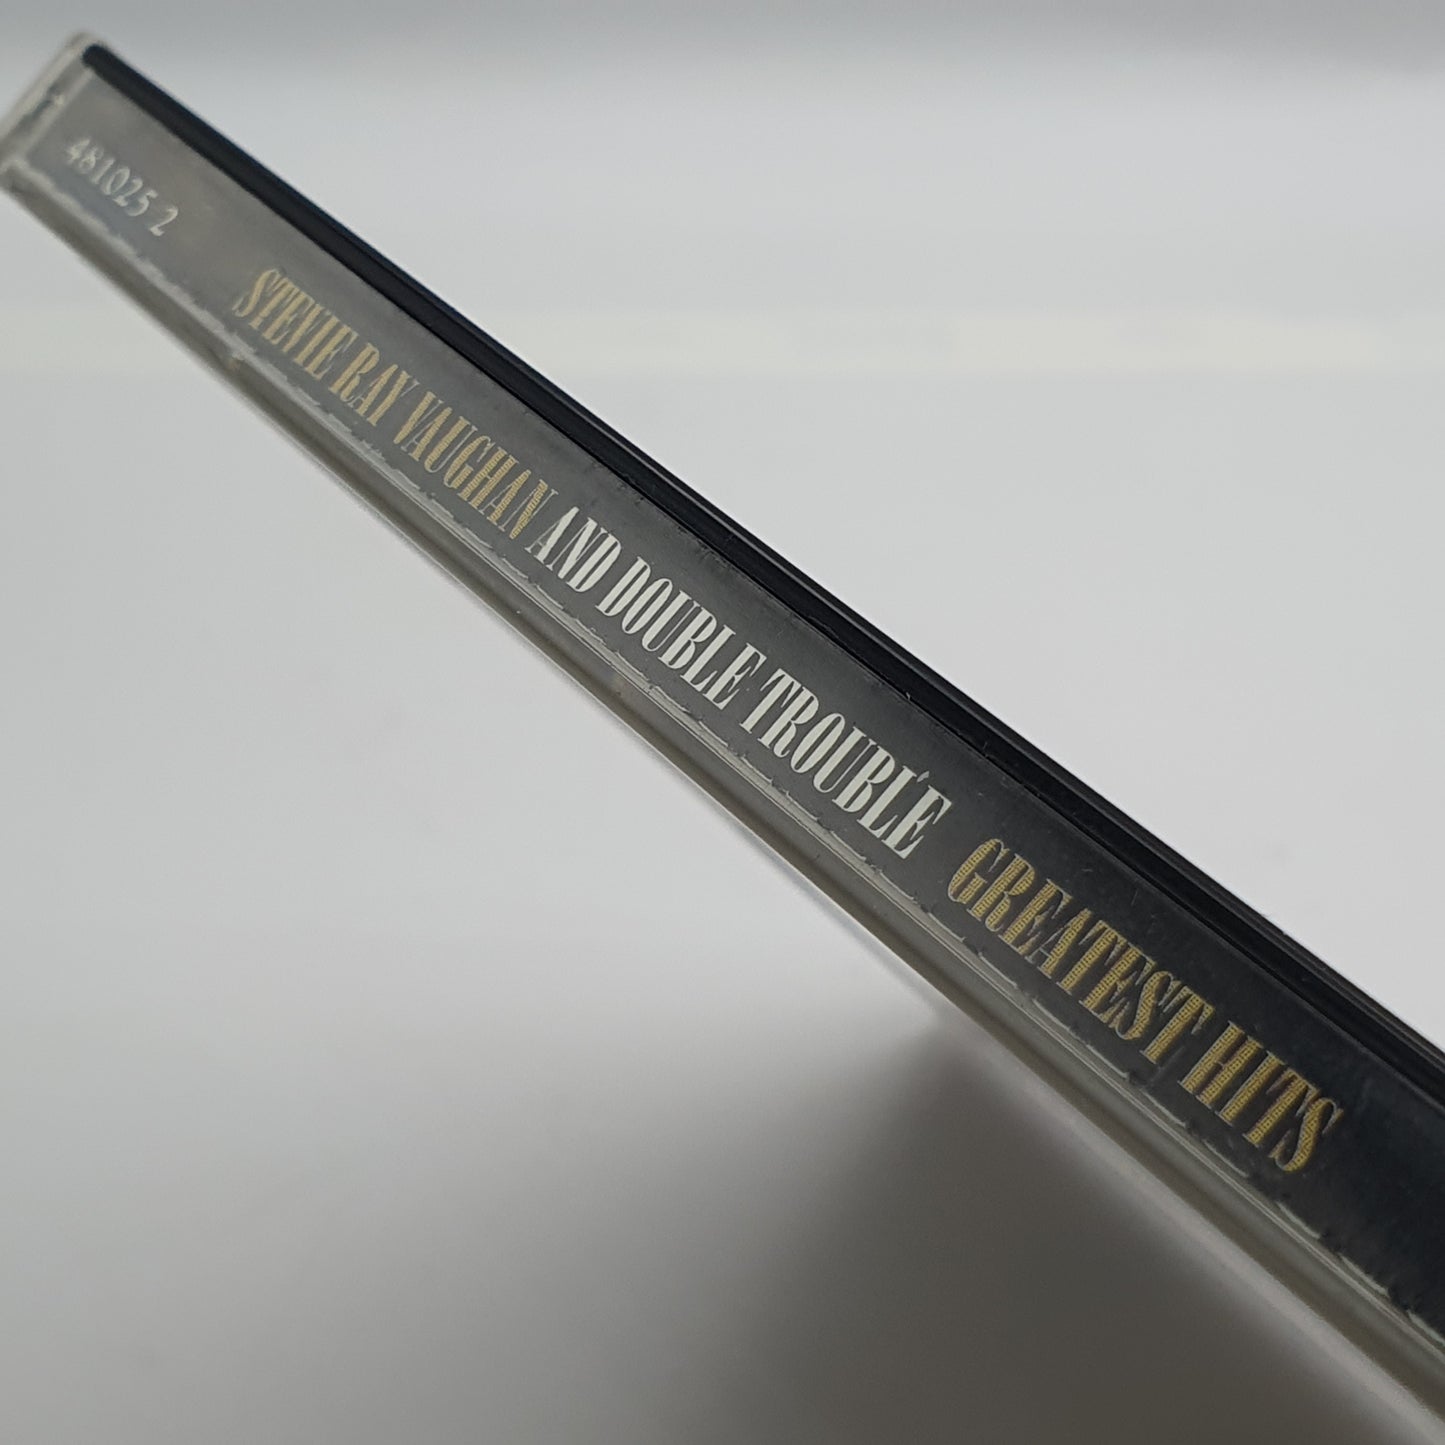 481025 2 STEVIE RAY VAUGHAN AND DOUBLE TROUBLE GREATEST HITS